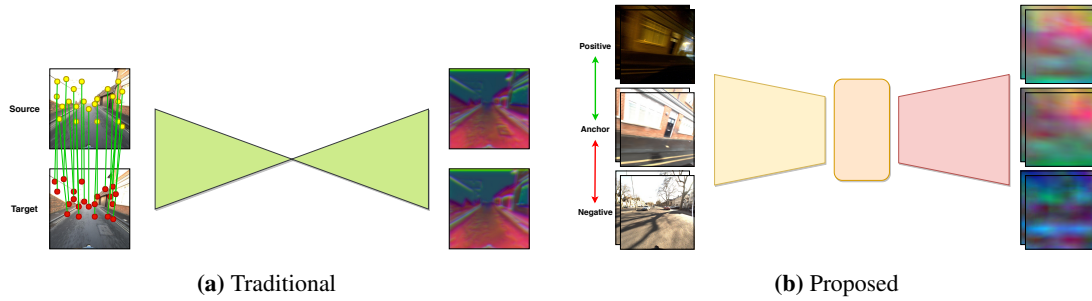 Source
Target
(a) Traditional
Positive
Anchor
Negative
(b) Proposed